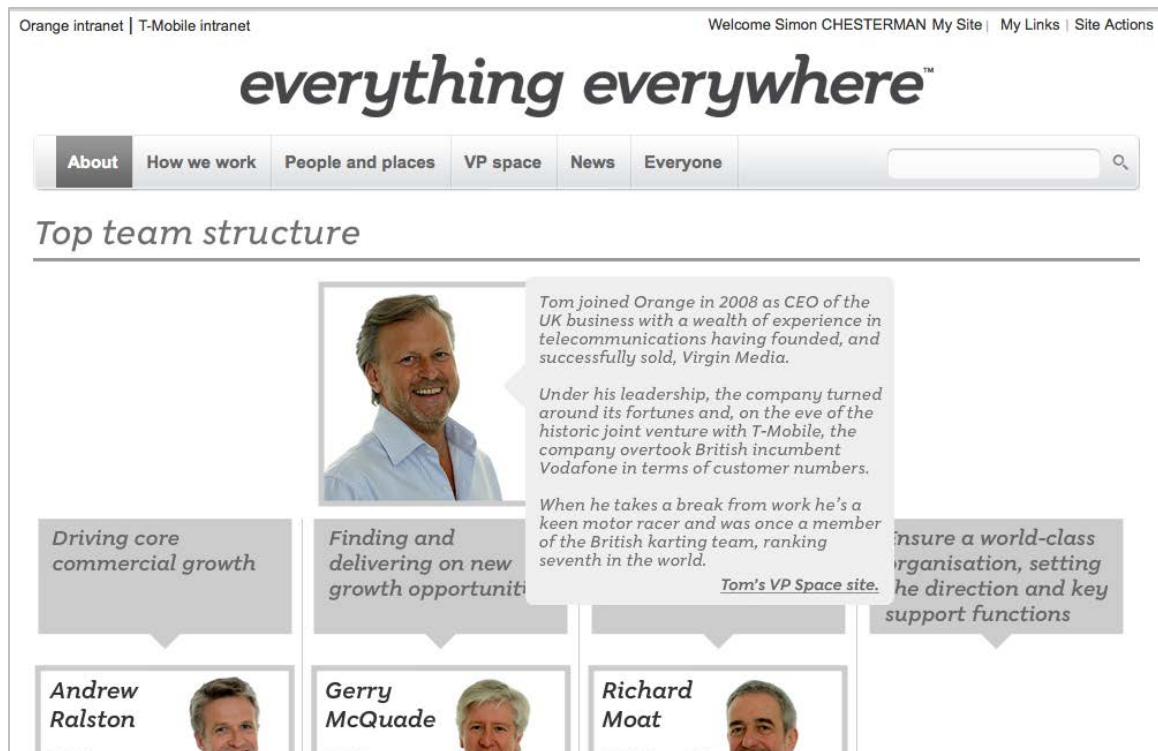 Orange intranet | T-Mobile intranet
Welcome Simon CHESTERMAN My Site | My Links | Site Actions
everything everywhere™
About How we work People and places VP space News Everyone
Top team structure
Tom joined Orange in 2008 as CEO of the
UK business with a wealth of experience in
telecommunications having founded, and
successfully sold, Virgin Media.
Under his leadership, the company turned
around its fortunes and, on the eve of the
historic joint venture with T-Mobile, the
company overtook British incumbent
Vodafone in terms of customer numbers.
When he takes a break from work he's a
keen motor racer and was once a member
of the British karting team, ranking
seventh in the world.
Tom's VP Space site.
Driving core
commercial growth
Finding and
delivering on new
growth
Ensure a world-class
organisation, setting
the direction and key
support functions
Andrew
Ralston
Gerry
McQuade
Richard
Moat